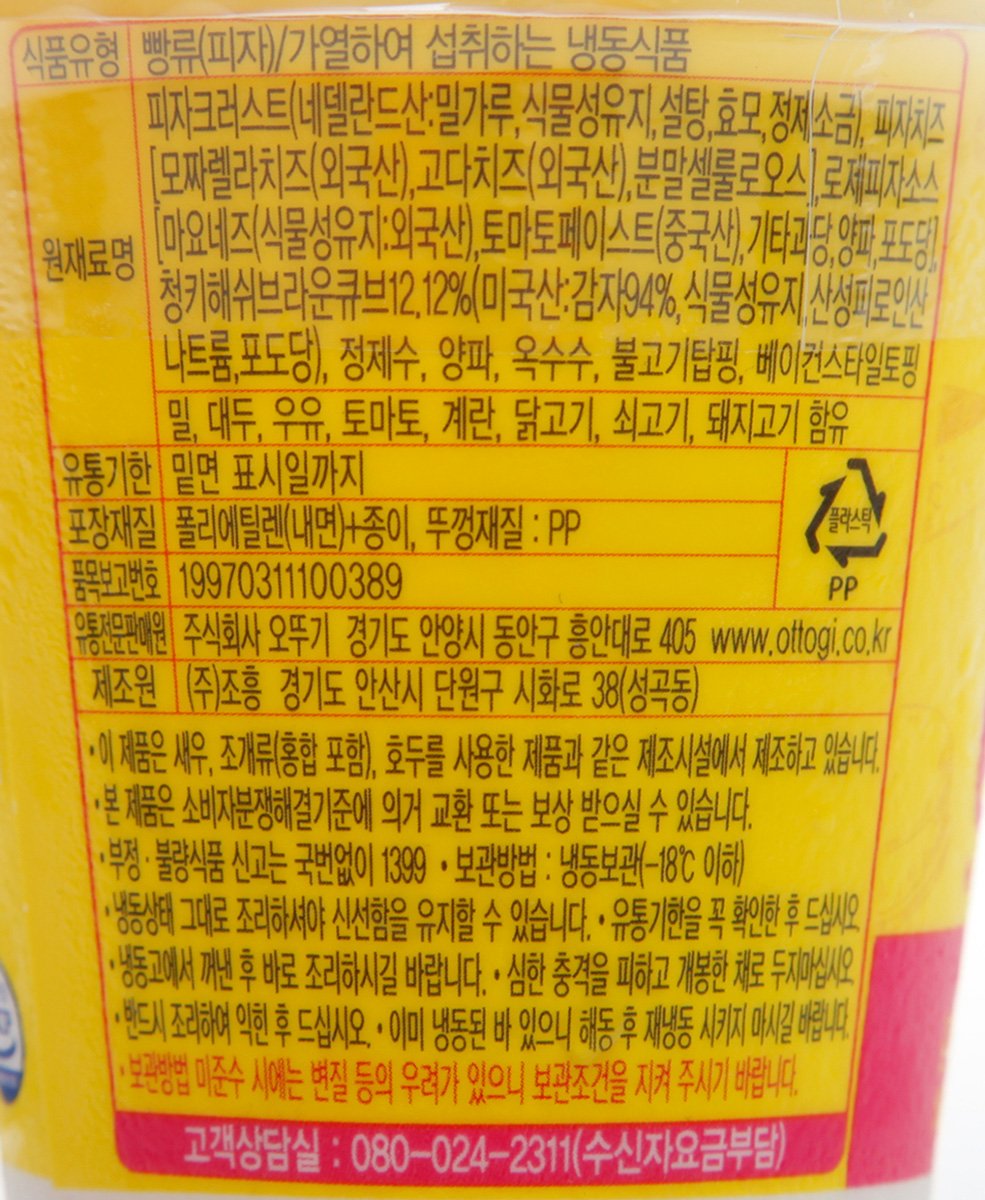 식품유형 빵류(피자)/가열하여 섭취하는 냉동식품
피자크러스트(네델란드산:밀가루,식물성유지,설탕,효모,정제소금), 피자치즈
[모짜렐라치즈(외국산),고다치즈(외국산),분말셀룰로오스],로제피자소스
원재료명 [마요네즈(식물성유지:외국산),토마토페이스트(중국산),기타과당,양파,포도당],
청키해쉬브라운큐브12.12%(미국산:감자94%,식물성유지,산성피로인산
나트륨,포도당), 정제수, 양파, 옥수수, 불고기탑핑, 베이컨스타일토핑
밀, 대두, 우유, 토마토, 계란, 닭고기, 쇠고기, 돼지고기 함유
유통기한 밑면 표시일까지
포장재질 폴리에틸렌(내면)+종이, 뚜껑재질 : PP
플라스틱
PP
품목보고번호 19970311100389
유통전문판매원 주식회사 오뚜기 경기도 안양시 동안구 흥안대로 405 www.ottogi.co.kr
제조원 (주)조흥 경기도 안산시 단원구 시화로 38(성곡동)
•이 제품은 새우, 조개류(홍합 포함), 호두를 사용한 제품과 같은 제조시설에서 제조하고 있습니다.
•본 제품은 소비자분쟁해결기준에 의거 교환 또는 보상 받으실 수 있습니다.
•부정·불량식품 신고는 국번없이 1399 •보관방법 : 냉동보관(-18℃ 이하)
•냉동상태 그대로 조리하셔야 신선함을 유지할 수 있습니다. •유통기한을 꼭 확인한 후 드십시오.
•냉동고에서 꺼낸 후 바로 조리하시길 바랍니다. •심한 충격을 피하고 개봉한 채로 두지마십시오.
•반드시 조리하여 익힌 후 드십시오. •이미 냉동된 바 있으니 해동 후 재냉동 시키지 마시길 바랍니다.
•보관방법 미준수 시에는 변질 등의 우려가 있으니 보관조건을 지켜 주시기 바랍니다.
고객상담실 : 080-024-2311(수신자요금부담)